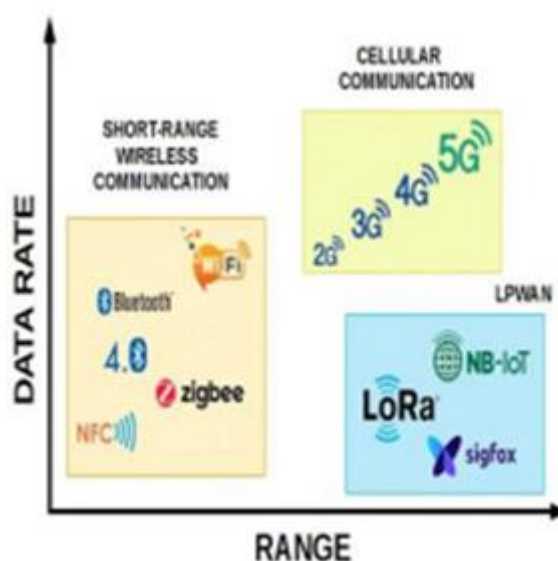 CELLULAR
COMMUNICATION
SHORT-RANGE
WIRELESS
COMMUNICATION
5G
4G
3G
2G
WiFi
Bluetooth
4.0
zigbee
NFC
LPWAN
NB-IoT
LoRa
sigfox
DATA RATE
RANGE